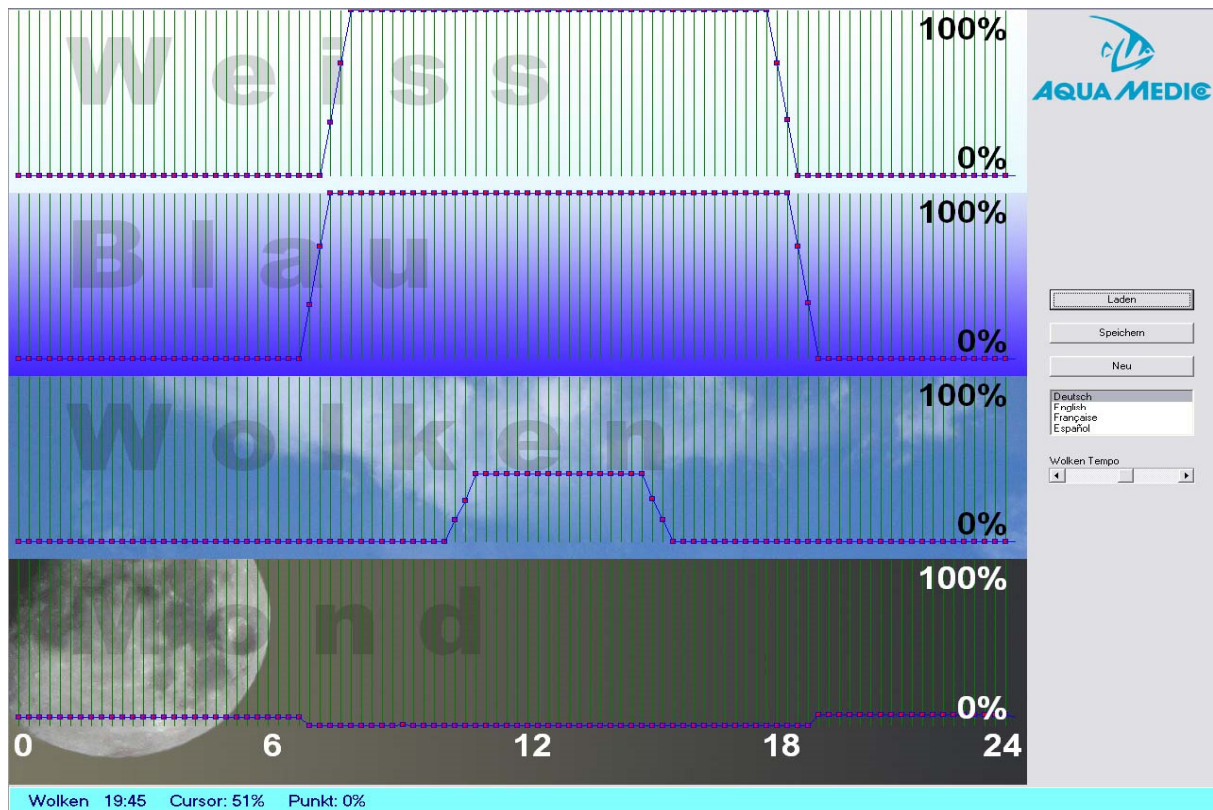 Weiss
100%
0%
Blau
100%
0%
Wolken
100%
0%
Mond
100%
0%
0 6 12 18 24
Wolken 19:45 Cursor: 51% Punkt: 0%
AQUA MEDIC
Laden
Speichern
Neu
Deutsch
English
Française
Español
Wolken Tempo